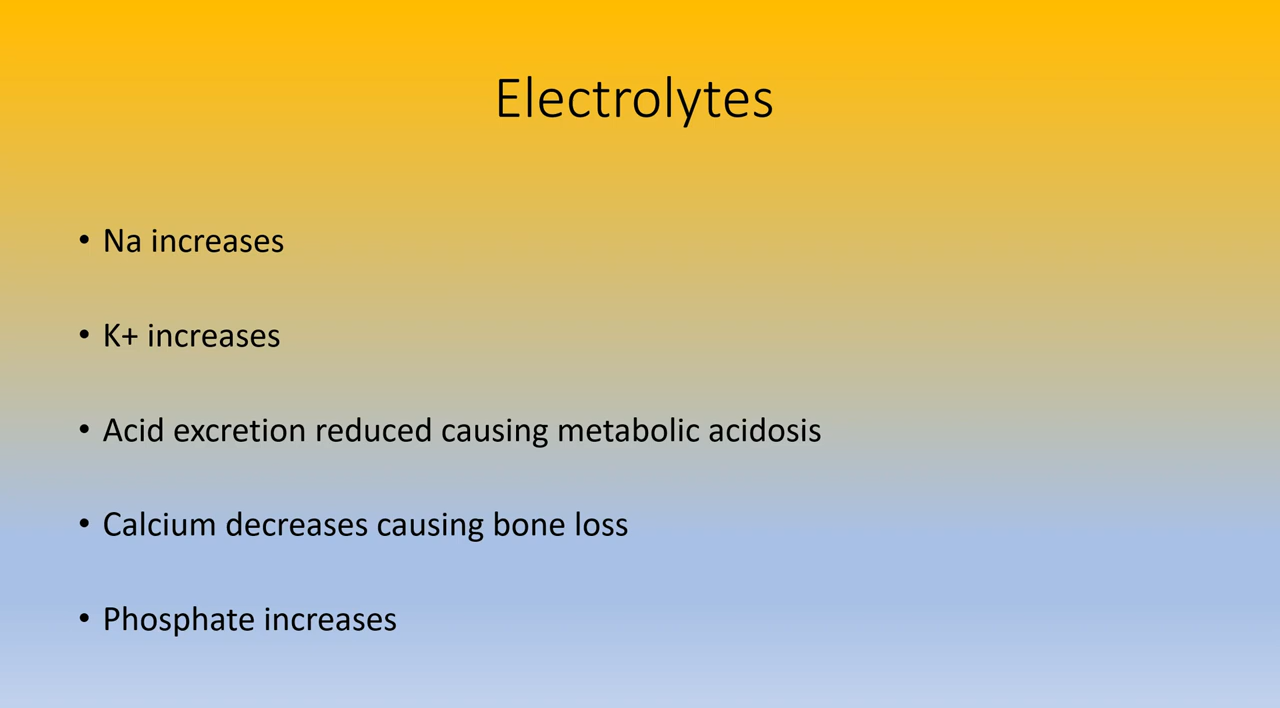 Electrolytes
• Na increases
• K+ increases
• Acid excretion reduced causing metabolic acidosis
• Calcium decreases causing bone loss
• Phosphate increases